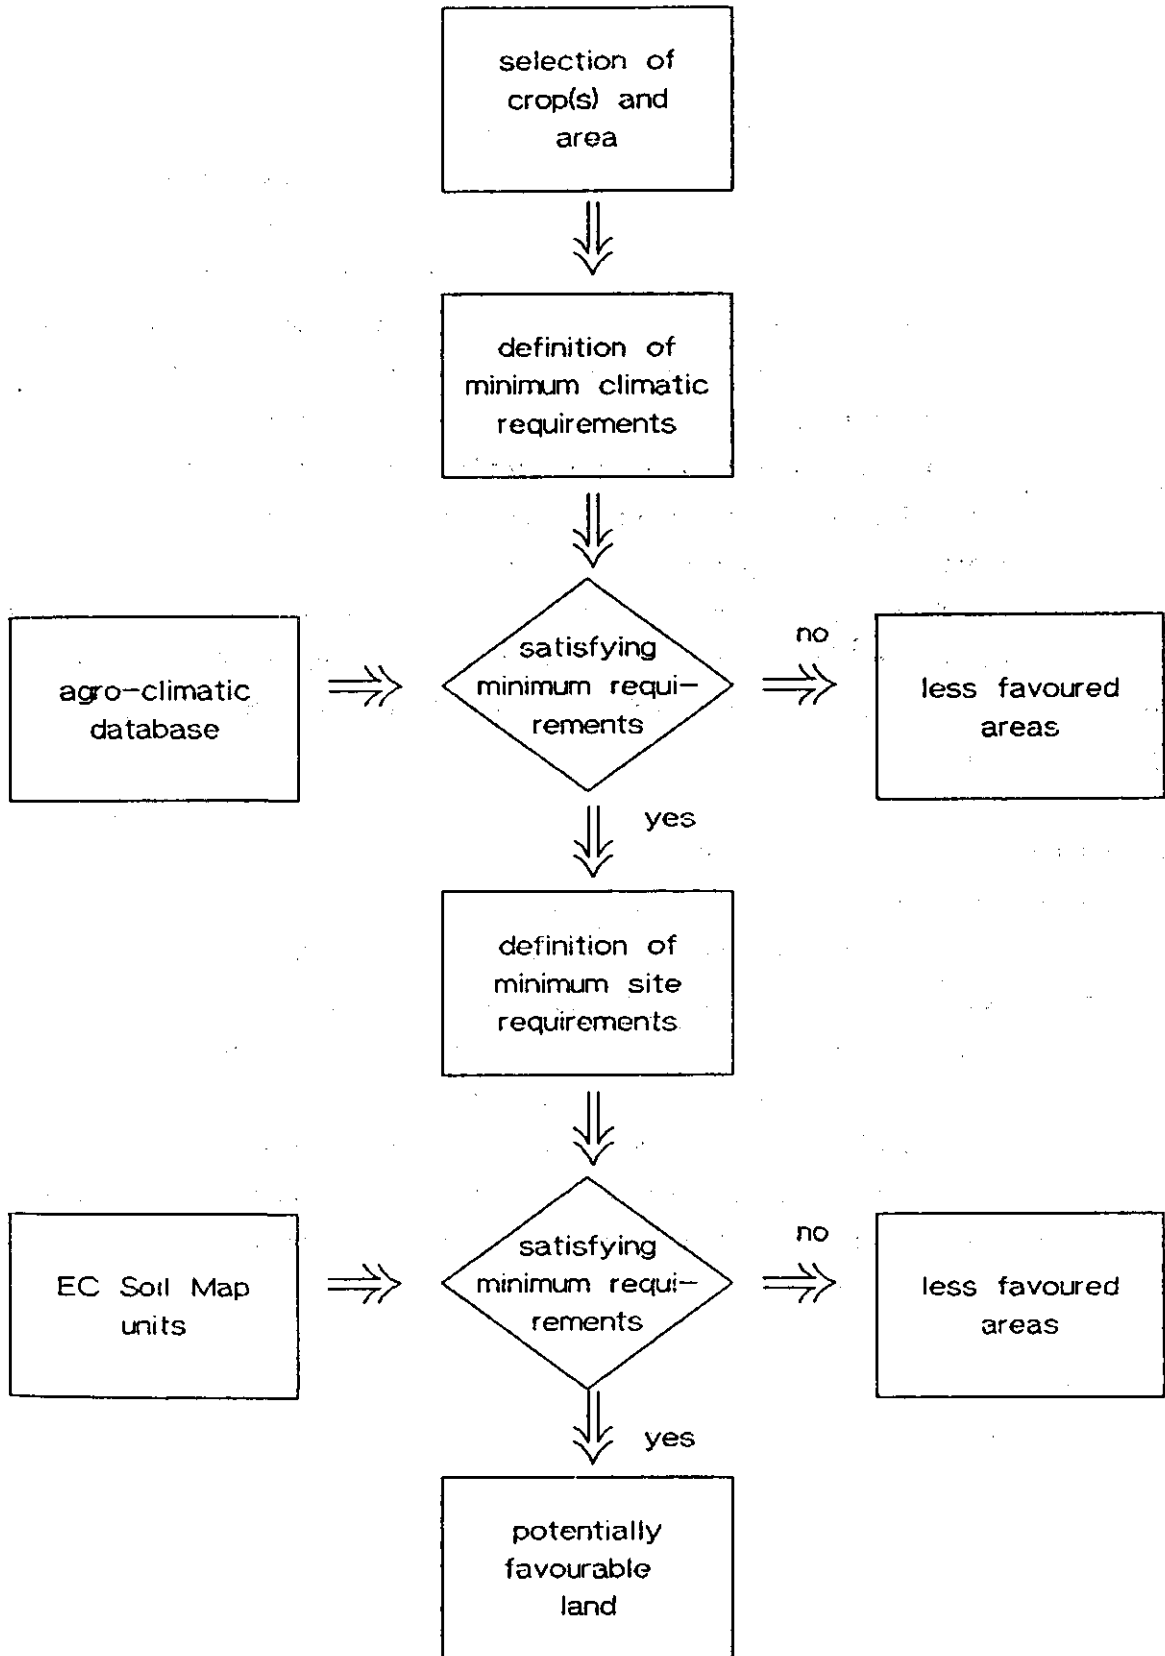 selection of
crop(s) and
area
definition of
minimum climatic
requirements
agro-climatic
database
satisfying
minimum requi-
rements
no
less favoured
areas
yes
definition of
minimum site
requirements
EC Soil Map
units
satisfying
minimum requi-
rements
no
less favoured
areas
yes
potentially
favourable
land